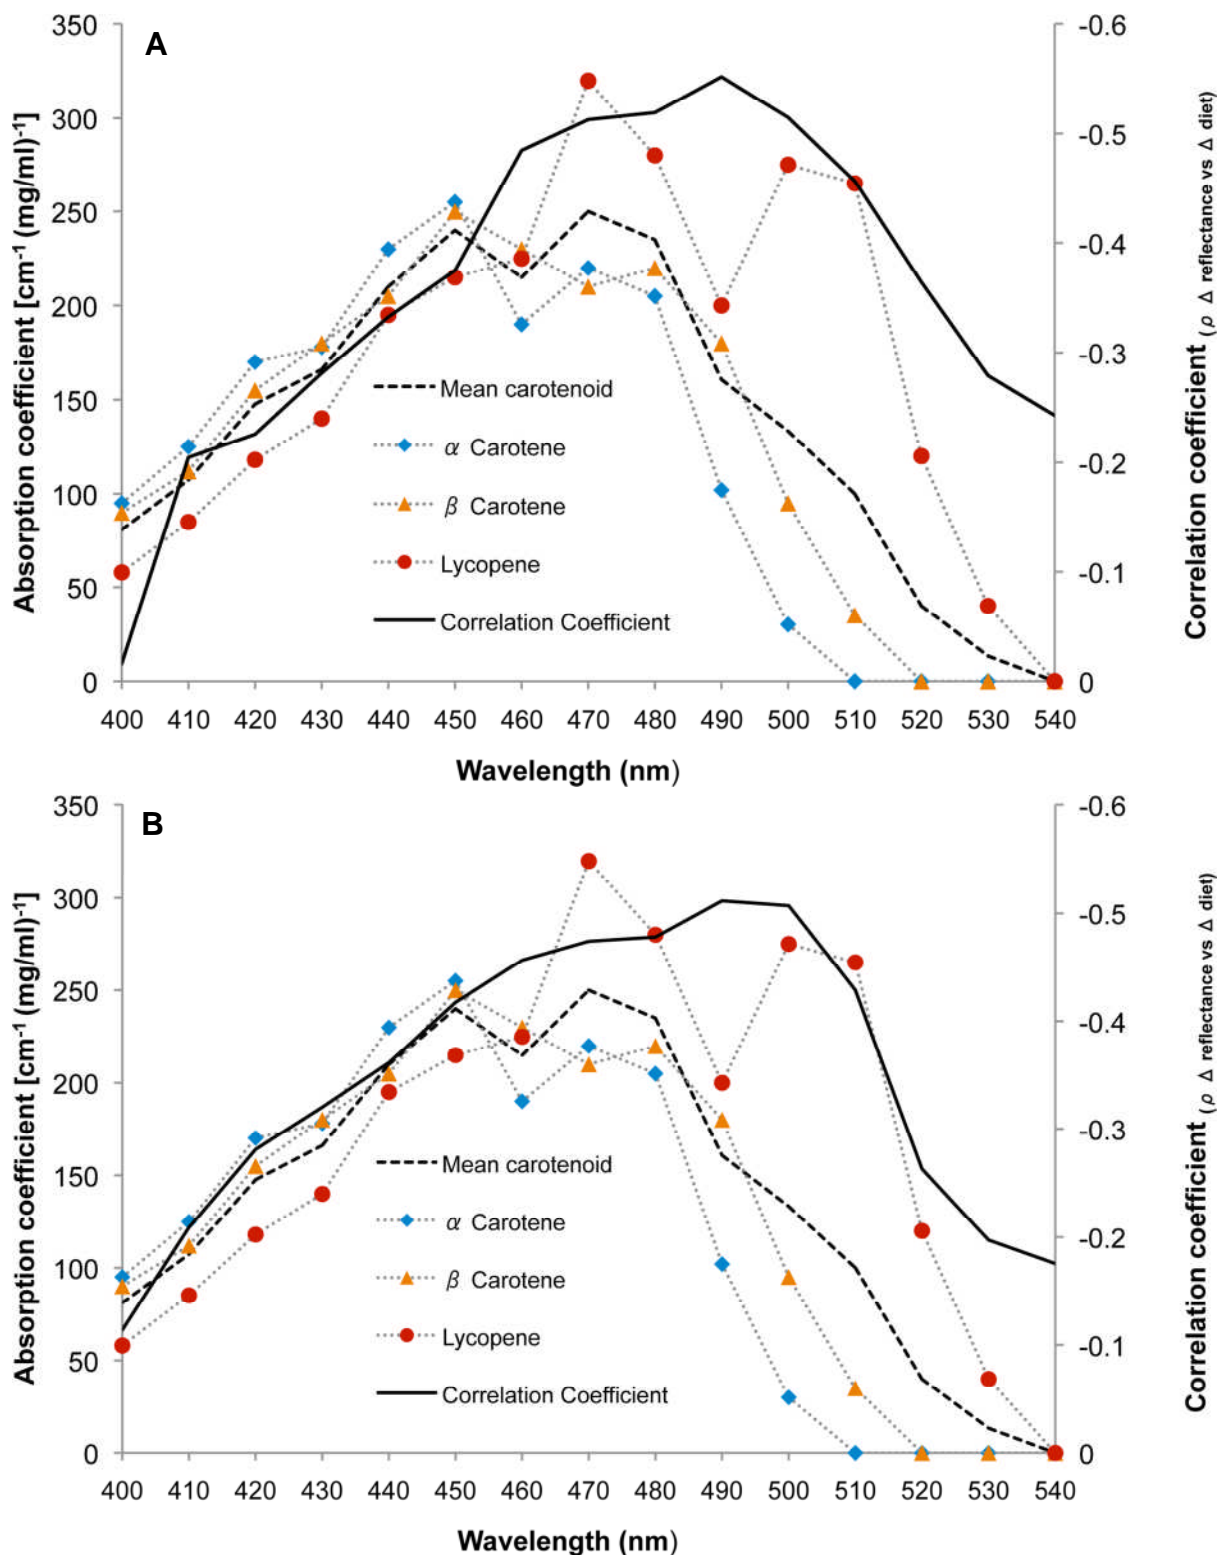 A
350
300
250
200
150
100
50
0
Absorption coefficient [cm⁻¹ (mg/ml)⁻¹]
-0.6
-0.5
-0.4
-0.3
-0.2
-0.1
0
Correlation coefficient (ρ Δ reflectance vs Δ diet)
Mean carotenoid
α Carotene
β Carotene
Lycopene
Correlation Coefficient
400 410 420 430 440 450 460 470 480 490 500 510 520 530 540
Wavelength (nm)
B
350
300
250
200
150
100
50
0
Absorption coefficient [cm⁻¹ (mg/ml)⁻¹]
-0.6
-0.5
-0.4
-0.3
-0.2
-0.1
0
Correlation coefficient (ρ Δ reflectance vs Δ diet)
Mean carotenoid
α Carotene
β Carotene
Lycopene
Correlation Coefficient
400 410 420 430 440 450 460 470 480 490 500 510 520 530 540
Wavelength (nm)